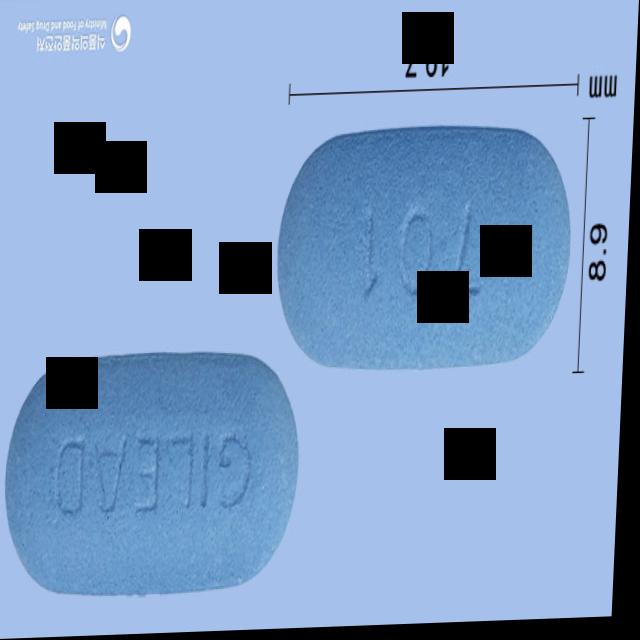 식품의약품안전처
Ministry of Food and Drug Safety
mm
8.9
701
GILEAD